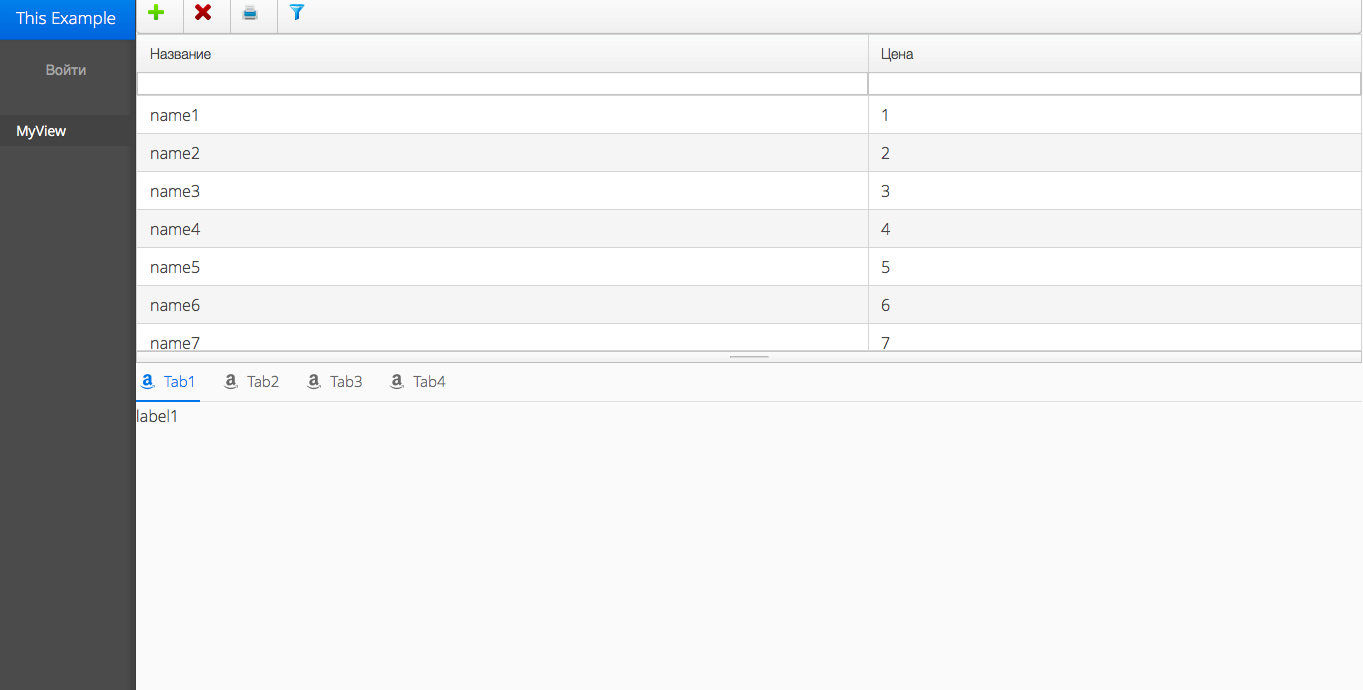 This Example
Войти
MyView
Название Цена
name1 1
name2 2
name3 3
name4 4
name5 5
name6 6
name7 7
Tab1 Tab2 Tab3 Tab4
label1